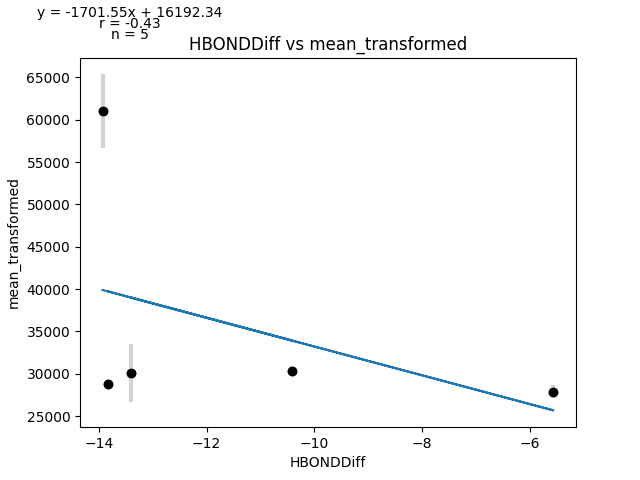 y = -1701.55x + 16192.34
r = -0.43
n = 5
HBONDDiff vs mean_transformed
65000
60000
55000
50000
45000
40000
35000
30000
25000
mean_transformed
−14
−12
−10
−8
−6
HBONDDiff